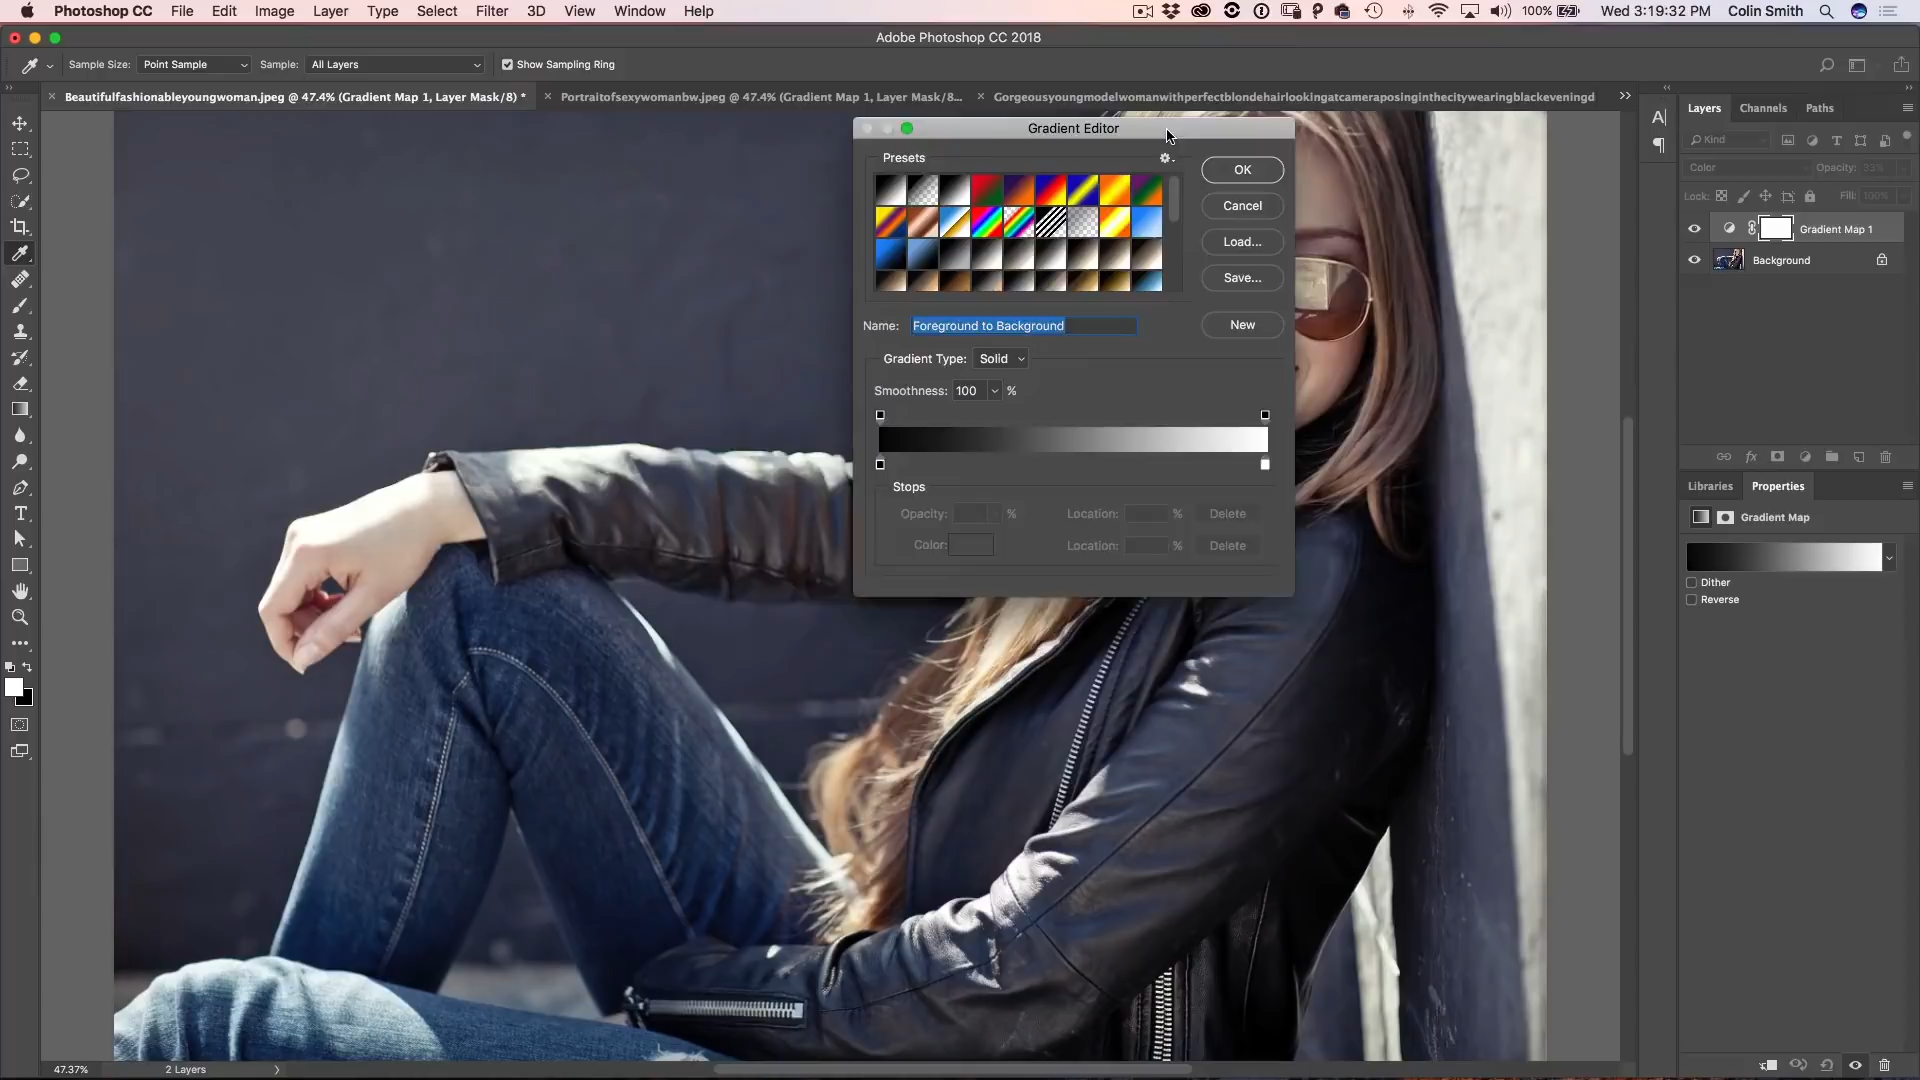 Photoshop CC File Edit Image Layer Type Select Filter 3D View Window Help 100% Wed 3:19:32 PM Colin Smith
Adobe Photoshop CC 2018
Sample Size: Point Sample Sample: All Layers Show Sampling Ring
Beautifulfashionableyoungwoman.jpeg @ 47.4% (Gradient Map 1, Layer Mask/8) * Portraitofsexywomanbw.jpeg @ 47.4% (Gradient Map 1, Layer Mask/8... Gorgeousyoungmodelwomanwithperfectblondehairlookingatcameraposinginthecitywearingblackeveningd
Layers Channels Paths
Gradient Editor
Kind
Presets
OK
Color Opacity: 33%
Cancel
Lock: Fill: 100%
Gradient Map 1
Load...
Background
Save...
Name: Foreground to Background New
Gradient Type: Solid
Smoothness: 100 %
Stops
Libraries Properties
Opacity: % Location: % Delete
Gradient Map
Color: Location: % Delete
Dither
Reverse
47.37% 2 Layers